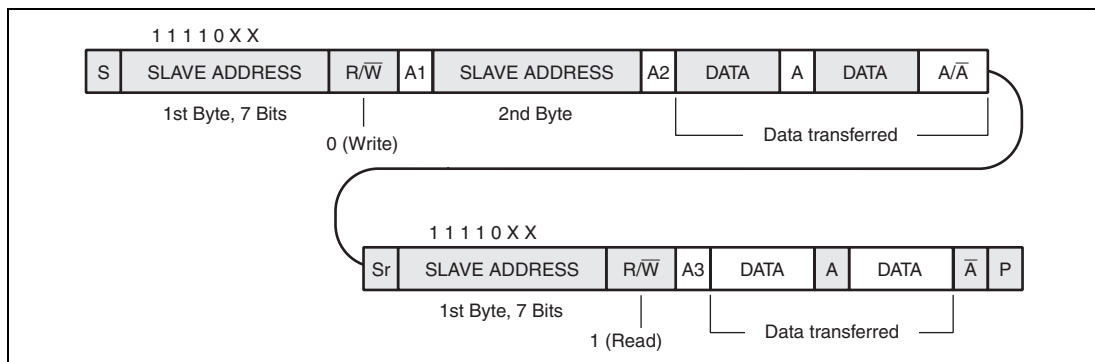 1 1 1 1 0 X X
S SLAVE ADDRESS R/W̅ A1 SLAVE ADDRESS A2 DATA A DATA A/A̅
1st Byte, 7 Bits 2nd Byte Data transferred
0 (Write)
1 1 1 1 0 X X
Sr SLAVE ADDRESS R/W̅ A3 DATA A DATA A̅ P
1st Byte, 7 Bits Data transferred
1 (Read)